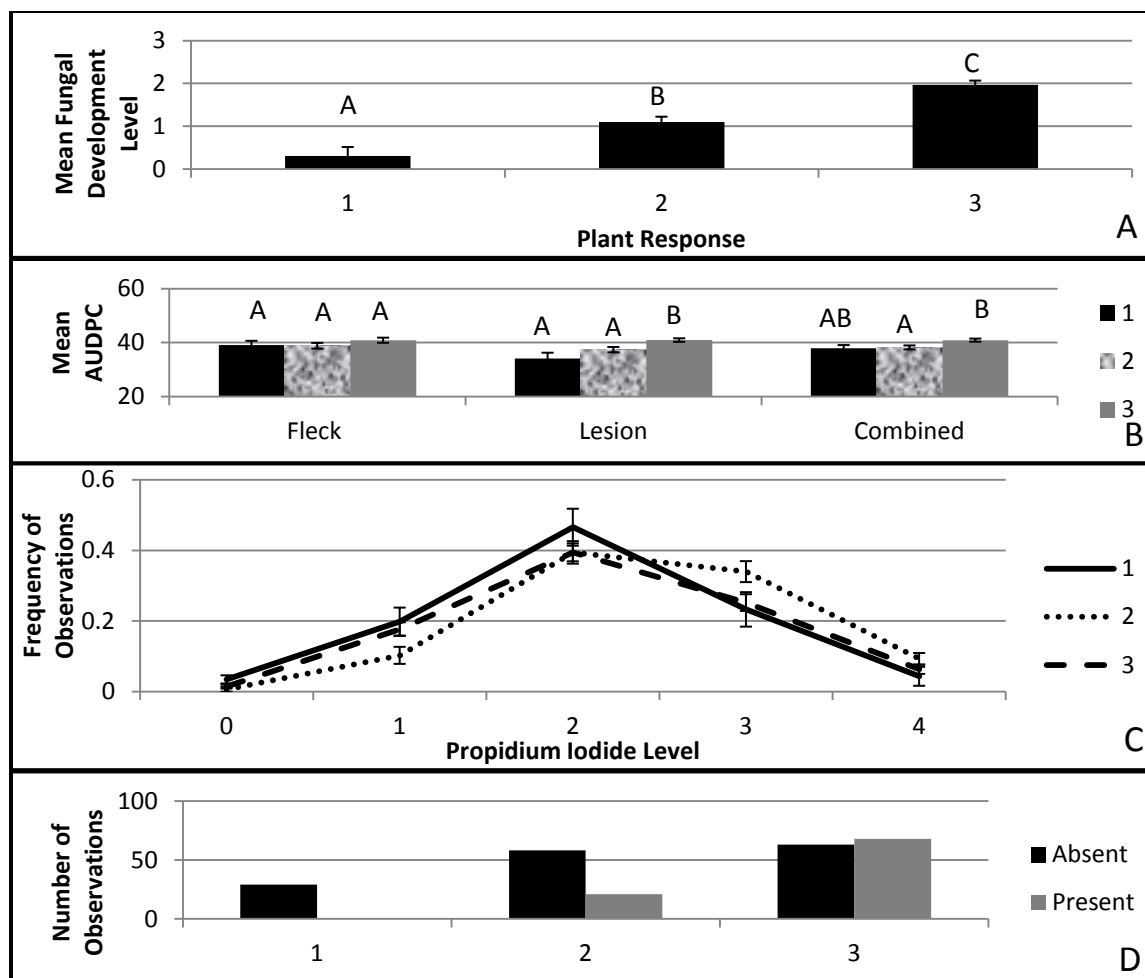 Mean Fungal
Development
Level
3
2
1
0
A
B
C
1
2
3
Plant Response
A
Mean
AUDPC
60
40
20
A
A
A
A
A
B
AB
A
B
Fleck
Lesion
Combined
1
2
3
B
Frequency of
Observations
0.6
0.4
0.2
0
0
1
2
3
4
Propidium Iodide Level
1
2
3
C
Number of
Observations
100
50
0
1
2
3
Absent
Present
D